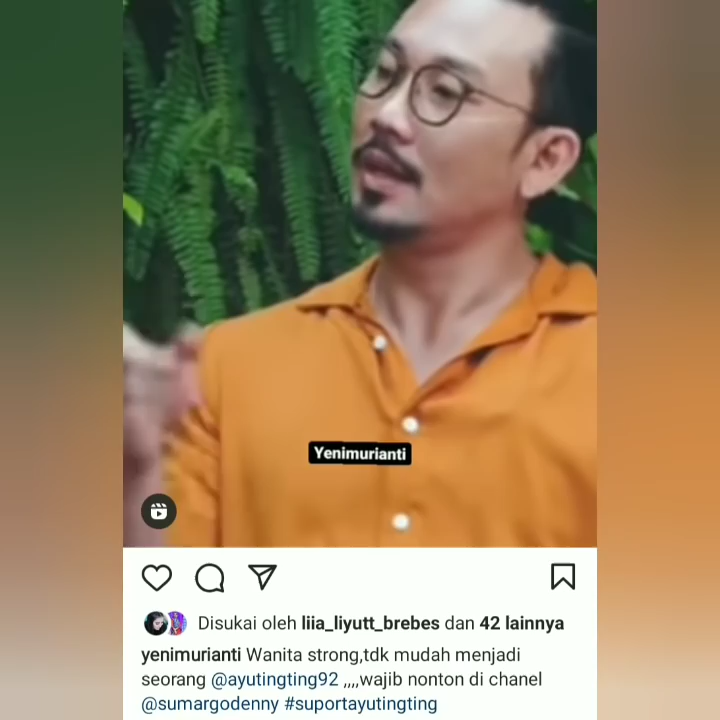 Yenimurianti
Disukai oleh liia_liyutt_brebes dan 42 lainnya
yenimurianti Wanita strong,tdk mudah menjadi
seorang @ayutingting92 ,,,,wajib nonton di chanel
@sumargodenny #suportayutingting